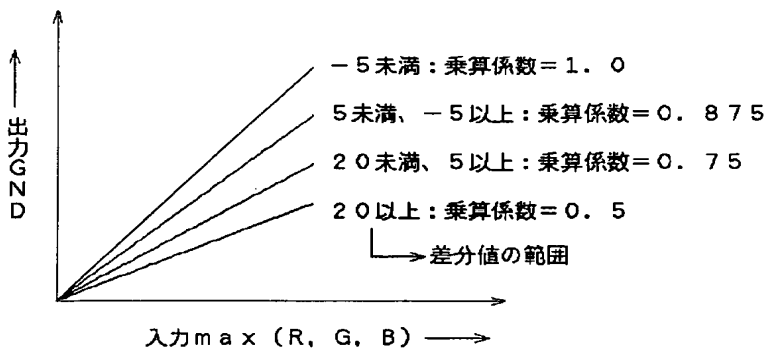 −5未満：乗算係数＝1．0
5未満、−5以上：乗算係数＝0．875
20未満、5以上：乗算係数＝0．75
20以上：乗算係数＝0．5
差分値の範囲
出力GND
入力max（R，G，B）